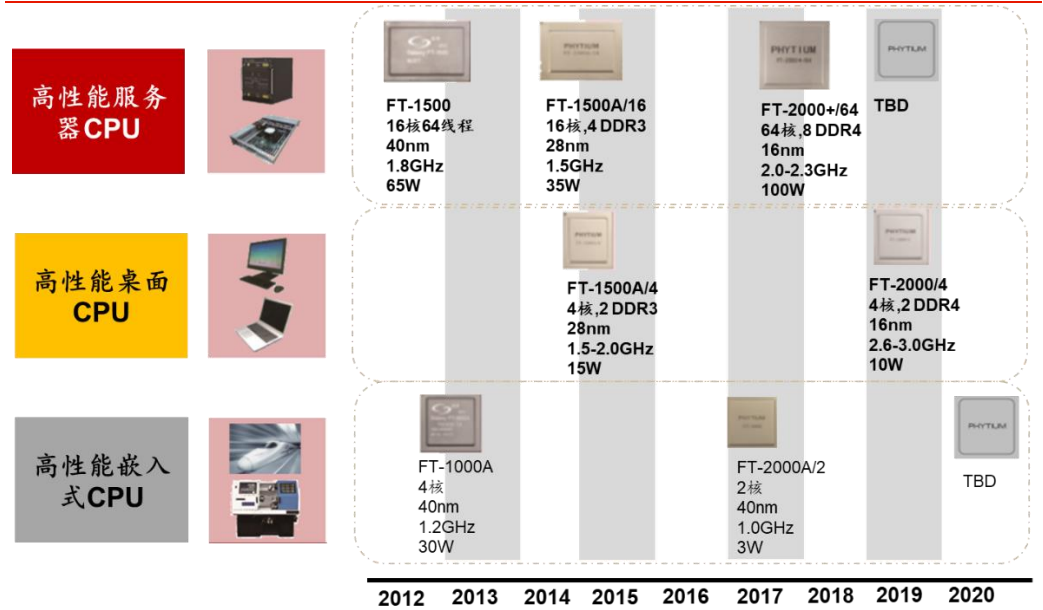 高性能服务
器CPU
FT-1500
16核64线程
40nm
1.8GHz
65W
PHYTIUM
FT-1500A/16
16核,4 DDR3
28nm
1.5GHz
35W
PHYTIUM
FT-2000+/64
64核,8 DDR4
16nm
2.0-2.3GHz
100W
PHYTIUM
TBD
高性能桌面
CPU
PHYTIUM
FT-1500A/4
4核,2 DDR3
28nm
1.5-2.0GHz
15W
PHYTIUM
FT-2000/4
4核,2 DDR4
16nm
2.6-3.0GHz
10W
高性能嵌入
式CPU
FT-1000A
4核
40nm
1.2GHz
30W
FT-2000A/2
2核
40nm
1.0GHz
3W
PHYTIUM
TBD
2012 2013 2014 2015 2016 2017 2018 2019 2020